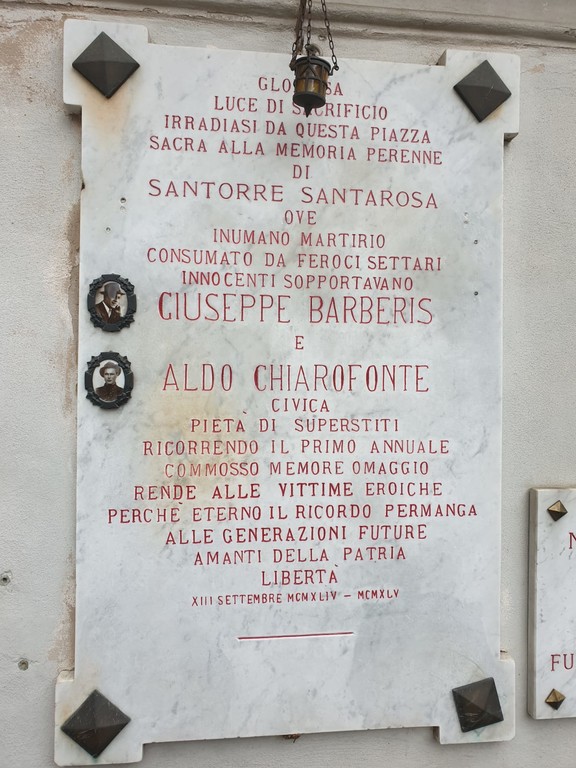 LUCE DI SACRIFICIO
IRRADIASI DA QUESTA PIAZZA
SACRA ALLA MEMORIA PERENNE
DI
SANTORRE SANTAROSA
OVE
INUMANO MARTIRIO
CONSUMATO DA FEROCI SETTARI
INNOCENTI SOPPORTAVANO
GIUSEPPE BARBERIS
E
ALDO CHIAROFONTE
CIVICA
PIETÀ DI SUPERSTITI
RICORRENDO IL PRIMO ANNUALE
COMMOSSO MEMORE OMAGGIO
RENDE ALLE VITTIME EROICHE
PERCHÈ ETERNO IL RICORDO PERMANGA
ALLE GENERAZIONI FUTURE
AMANTI DELLA PATRIA
LIBERTÀ
XIII SETTEMBRE MCMXLIV – MCMXLV